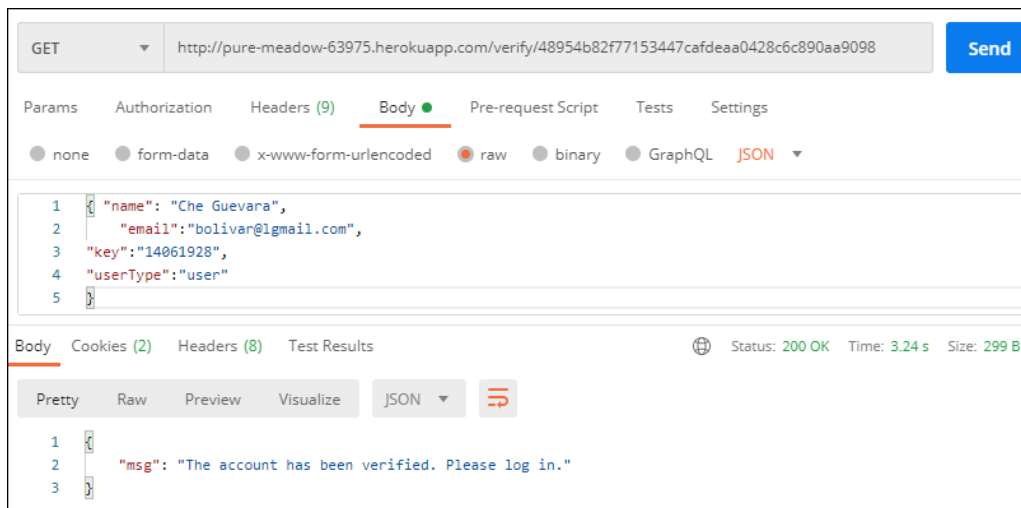 GET http://pure-meadow-63975.herokuapp.com/verify/48954b82f77153447cafdeaa0428c6c890aa9098 Send
Params Authorization Headers (9) Body Pre-request Script Tests Settings
none form-data x-www-form-urlencoded raw binary GraphQL JSON
1 { "name": "Che Guevara",
2 "email":"bolivar@lgmail.com",
3 "key":"14061928",
4 "userType":"user"
5 }
Body Cookies (2) Headers (8) Test Results Status: 200 OK Time: 3.24 s Size: 299 B
Pretty Raw Preview Visualize JSON
1 {
2 "msg": "The account has been verified. Please log in."
3 }